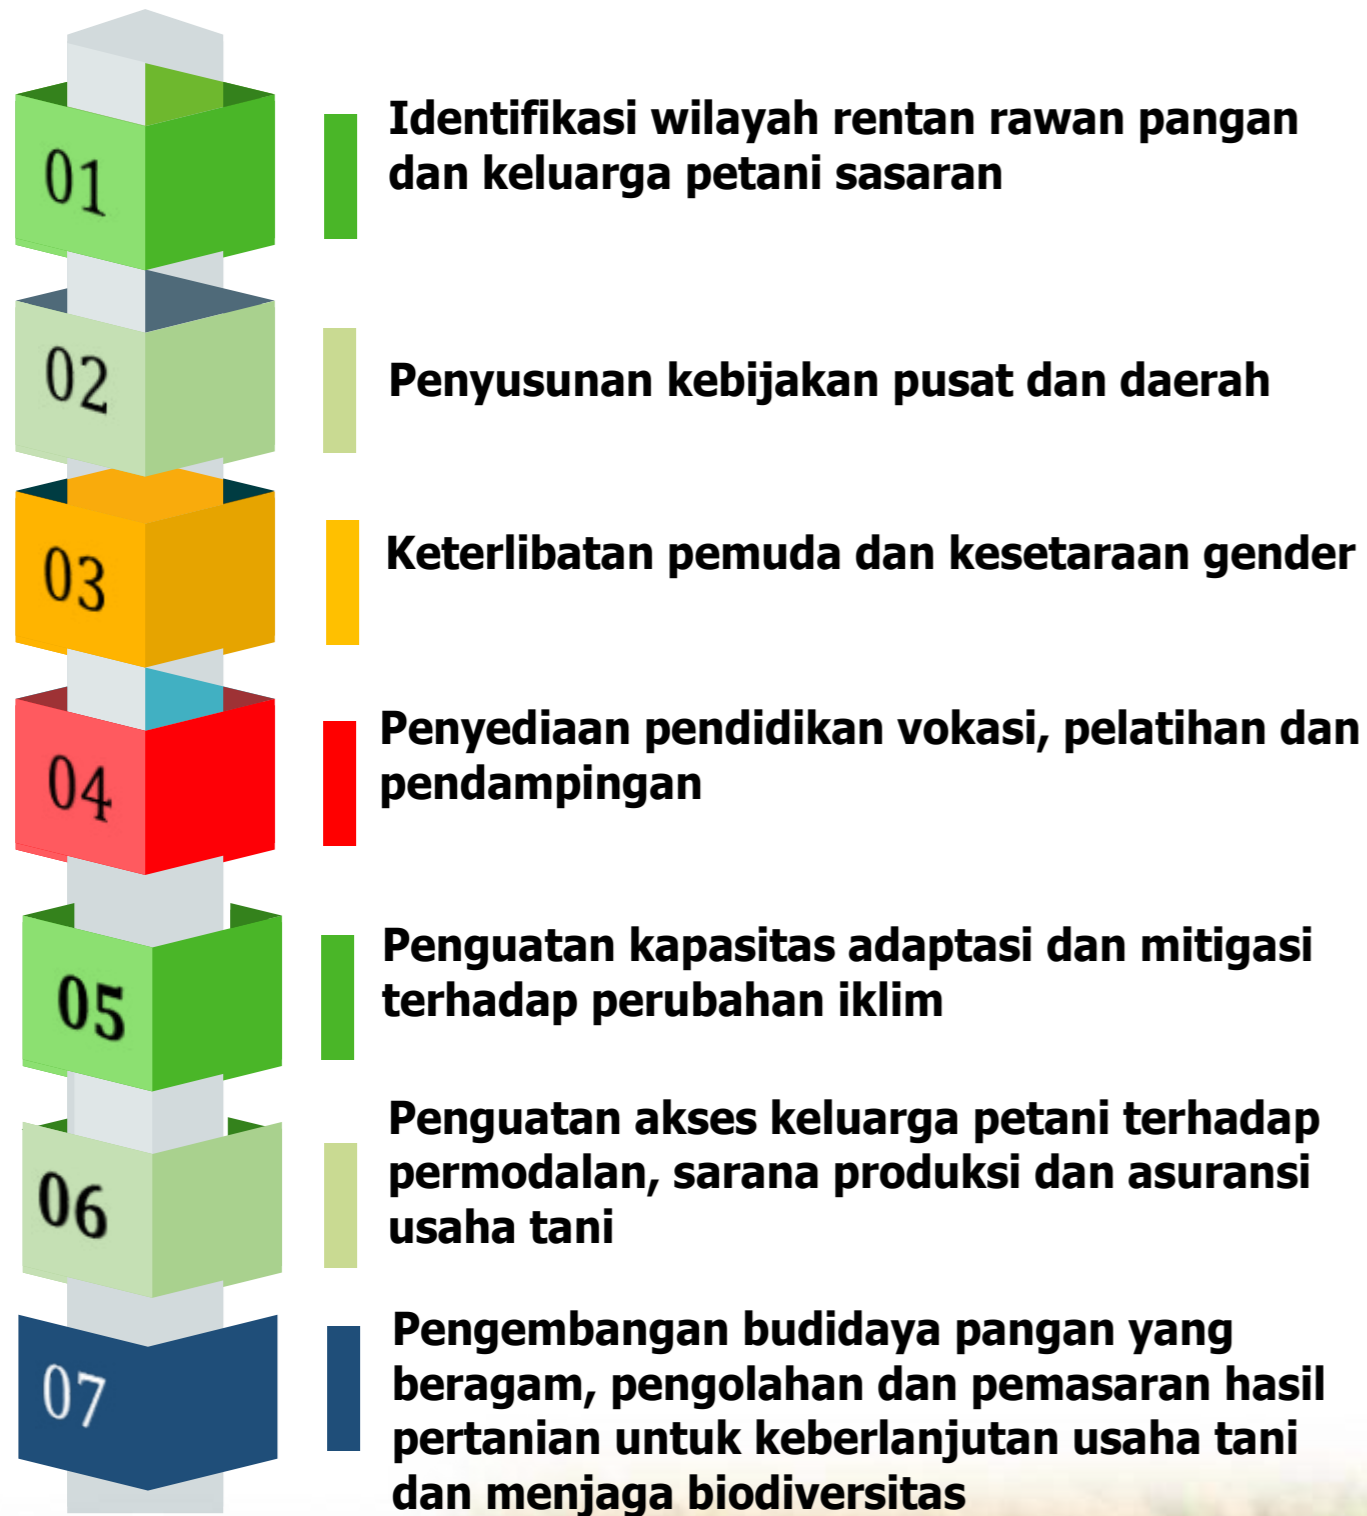 01
Identifikasi wilayah rentan rawan pangan
dan keluarga petani sasaran
02
Penyusunan kebijakan pusat dan daerah
03
Keterlibatan pemuda dan kesetaraan gender
04
Penyediaan pendidikan vokasi, pelatihan dan
pendampingan
05
Penguatan kapasitas adaptasi dan mitigasi
terhadap perubahan iklim
06
Penguatan akses keluarga petani terhadap
permodalan, sarana produksi dan asuransi
usaha tani
07
Pengembangan budidaya pangan yang
beragam, pengolahan dan pemasaran hasil
pertanian untuk keberlanjutan usaha tani
dan menjaga biodiversitas